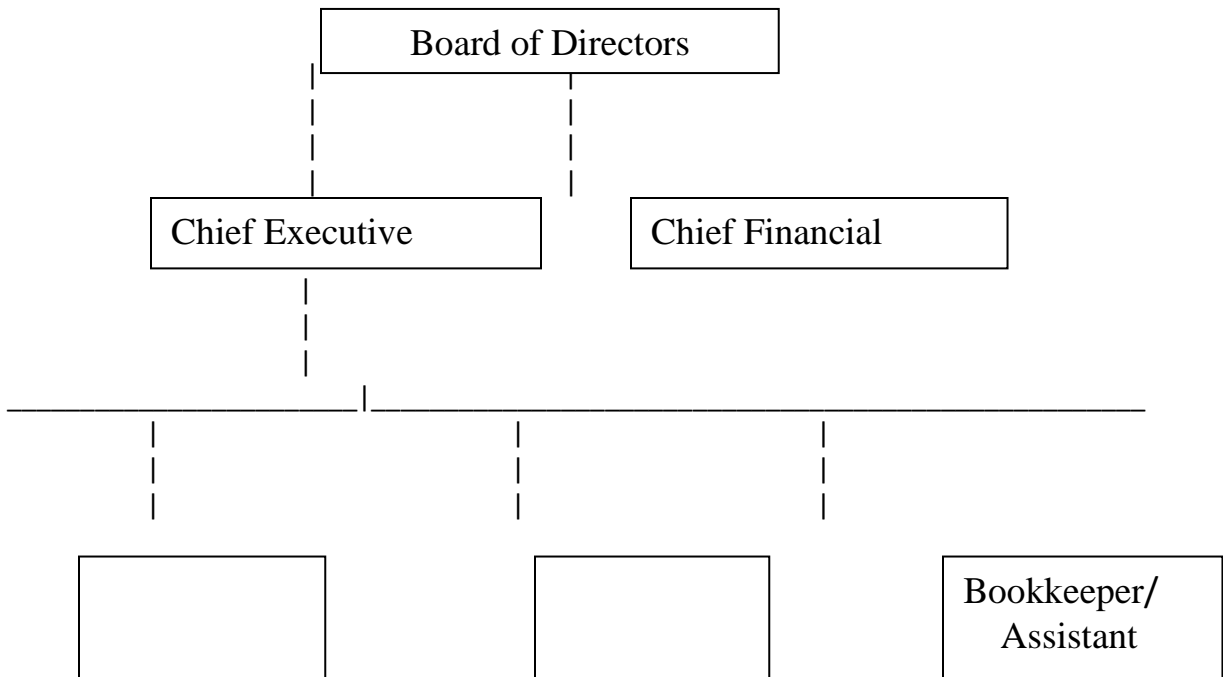 Board of Directors
Chief Executive
Chief Financial
Bookkeeper/
Assistant